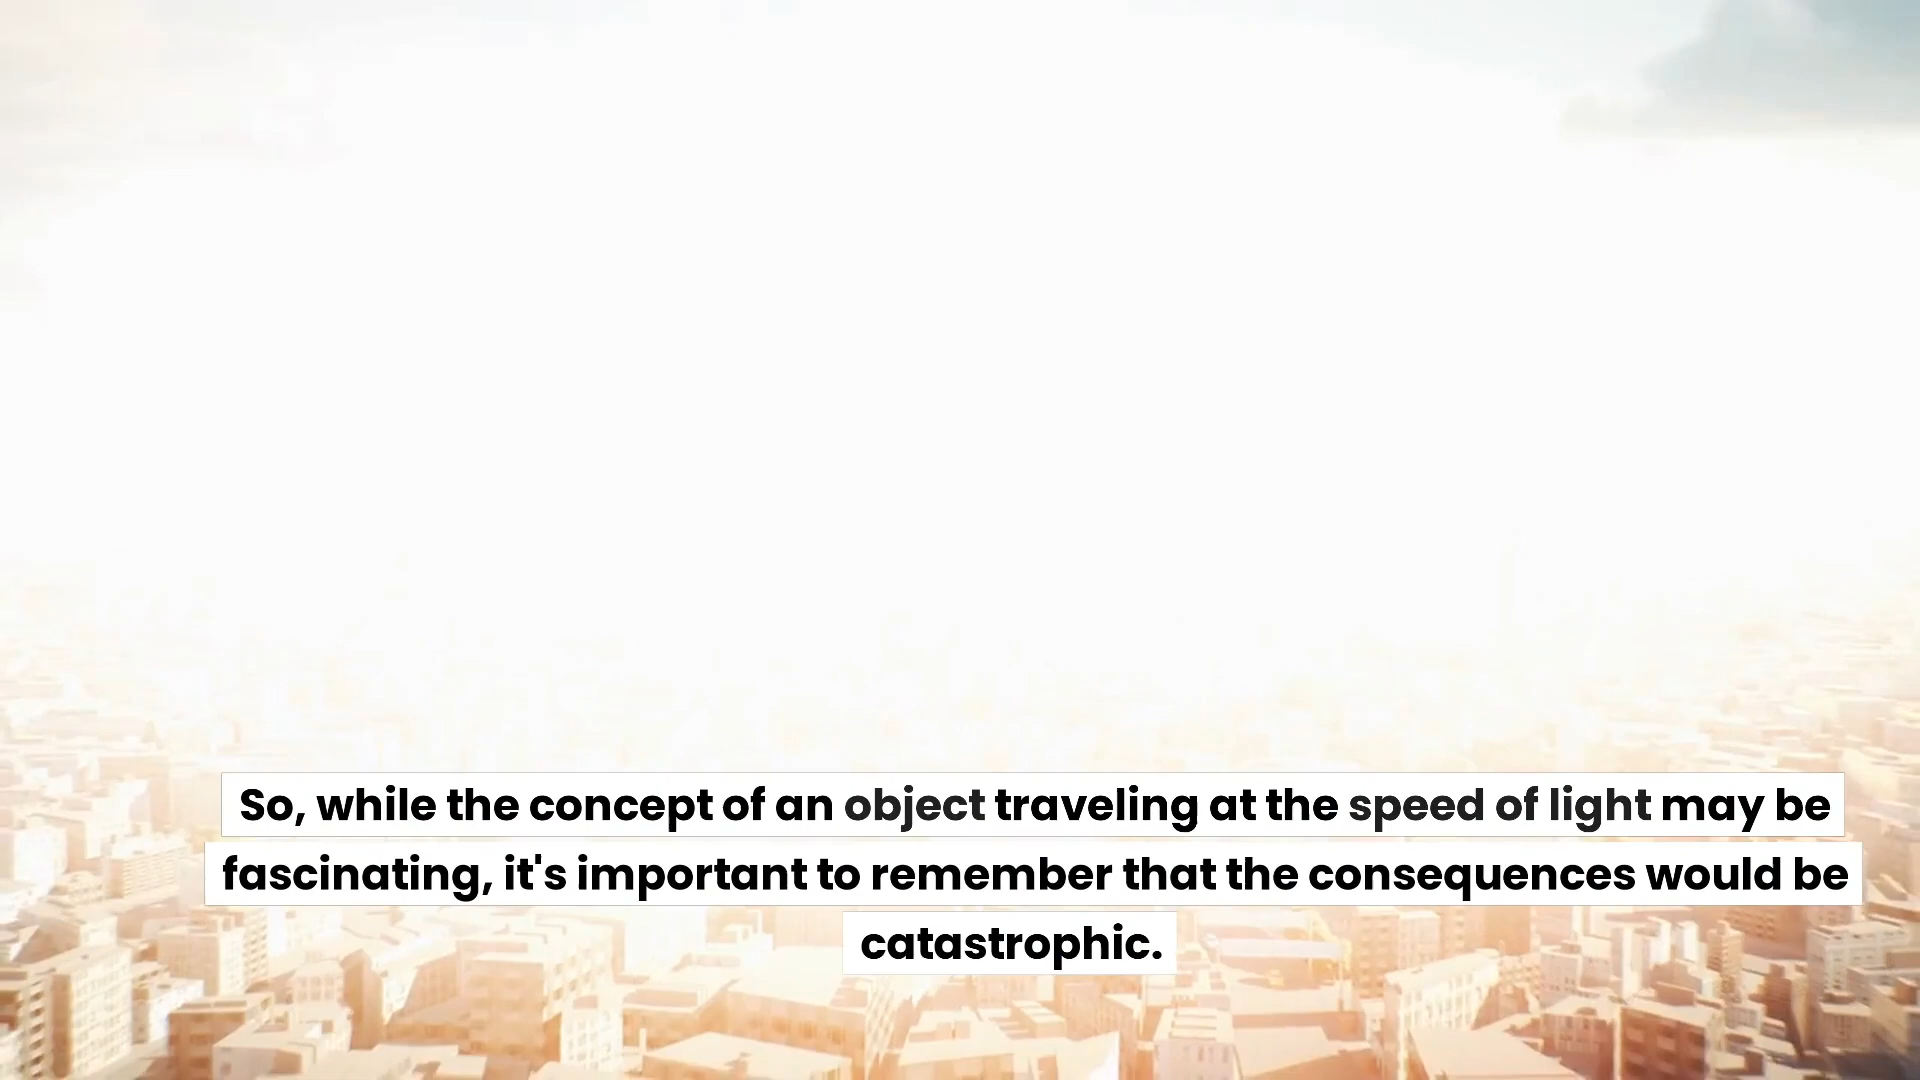 So, while the concept of an object traveling at the speed of light may be
fascinating, it's important to remember that the consequences would be
catastrophic.